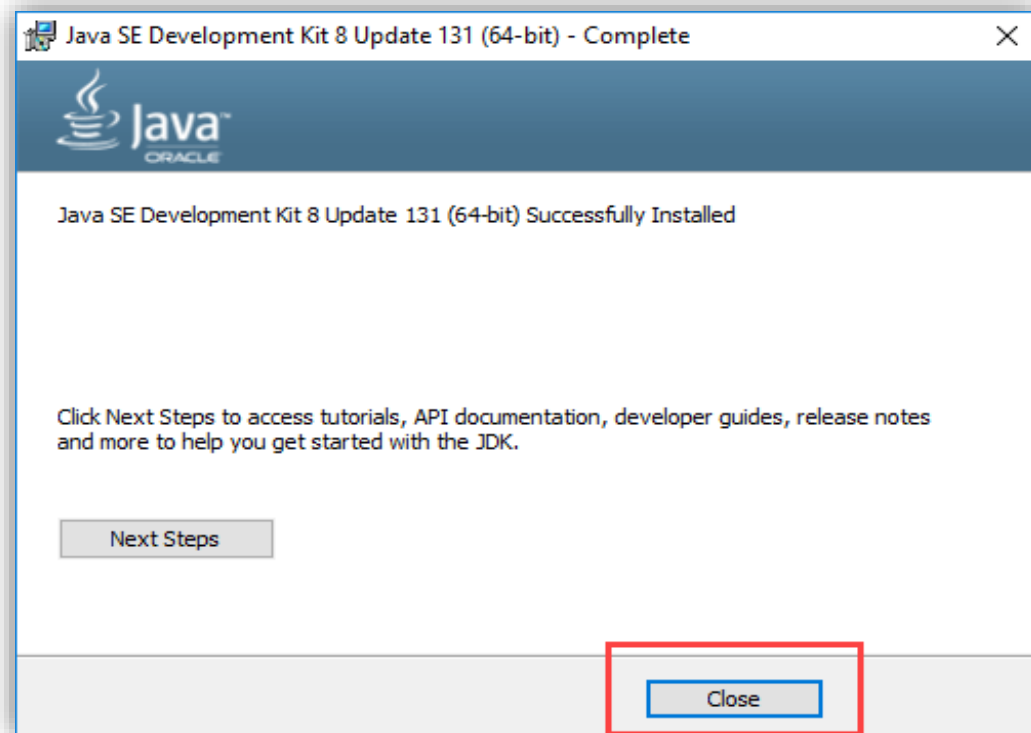 Java SE Development Kit 8 Update 131 (64-bit) - Complete
Java™
ORACLE
Java SE Development Kit 8 Update 131 (64-bit) Successfully Installed
Click Next Steps to access tutorials, API documentation, developer guides, release notes
and more to help you get started with the JDK.
Next Steps
Close